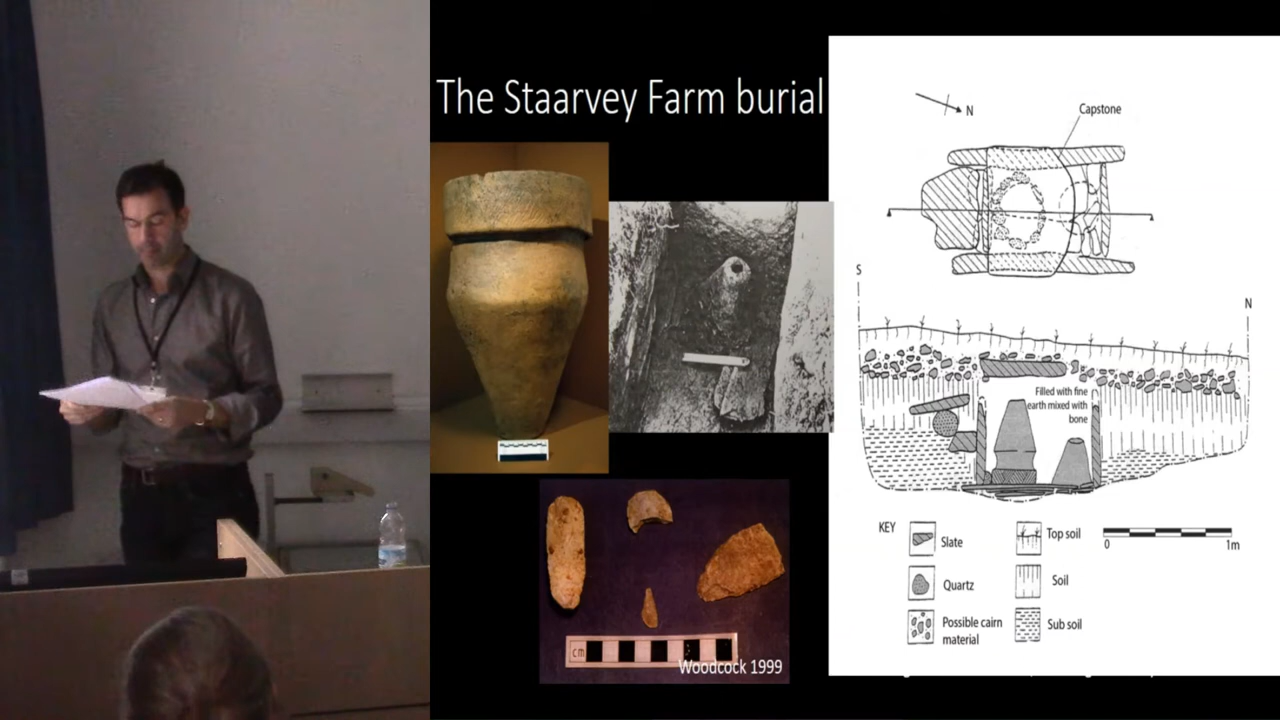 The Staarvey Farm burial
N
Capstone
S
N
Filled with fine
earth mixed with
bone
KEY
Slate
Top soil
0
1m
Quartz
Soil
Possible cairn
material
Sub soil
cm
Woodcock 1999